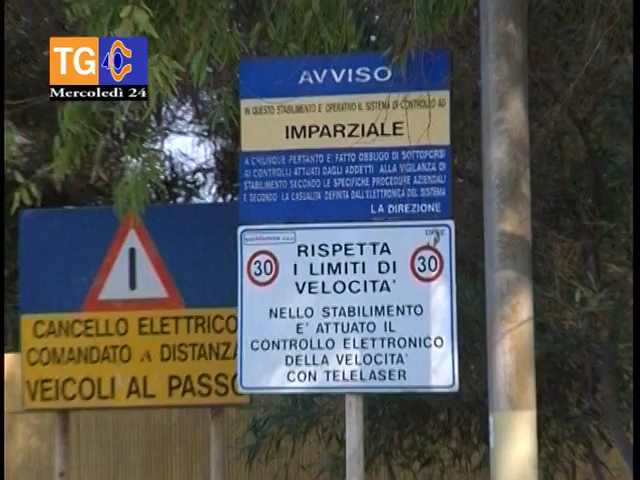 TG 4 C
Mercoledì 24
AVVISO
IN QUESTO STABILIMENTO E' OPERATIVO IL SISTEMA DI CONTROLLO AD
IMPARZIALE
A CHIUNQUE PERTANTO E' FATTO OBBLIGO DI SOTTOPORSI
AI CONTROLLI ATTUATI DAGLI ADDETTI ALLA VIGILANZA DI
STABILIMENTO SECONDO LE SPECIFICHE PROCEDURE AZIENDALI
E SECONDO LA CASUALITA' DEFINITA DALL'ELETTRONICA DEL SISTEMA
LA DIREZIONE
RISPETTA
30 I LIMITI DI 30
VELOCITA'
NELLO STABILIMENTO
E' ATTUATO IL
CONTROLLO ELETTRONICO
DELLA VELOCITA'
CON TELELASER
CANCELLO ELETTRICO
COMANDATO A DISTANZA
VEICOLI AL PASSO